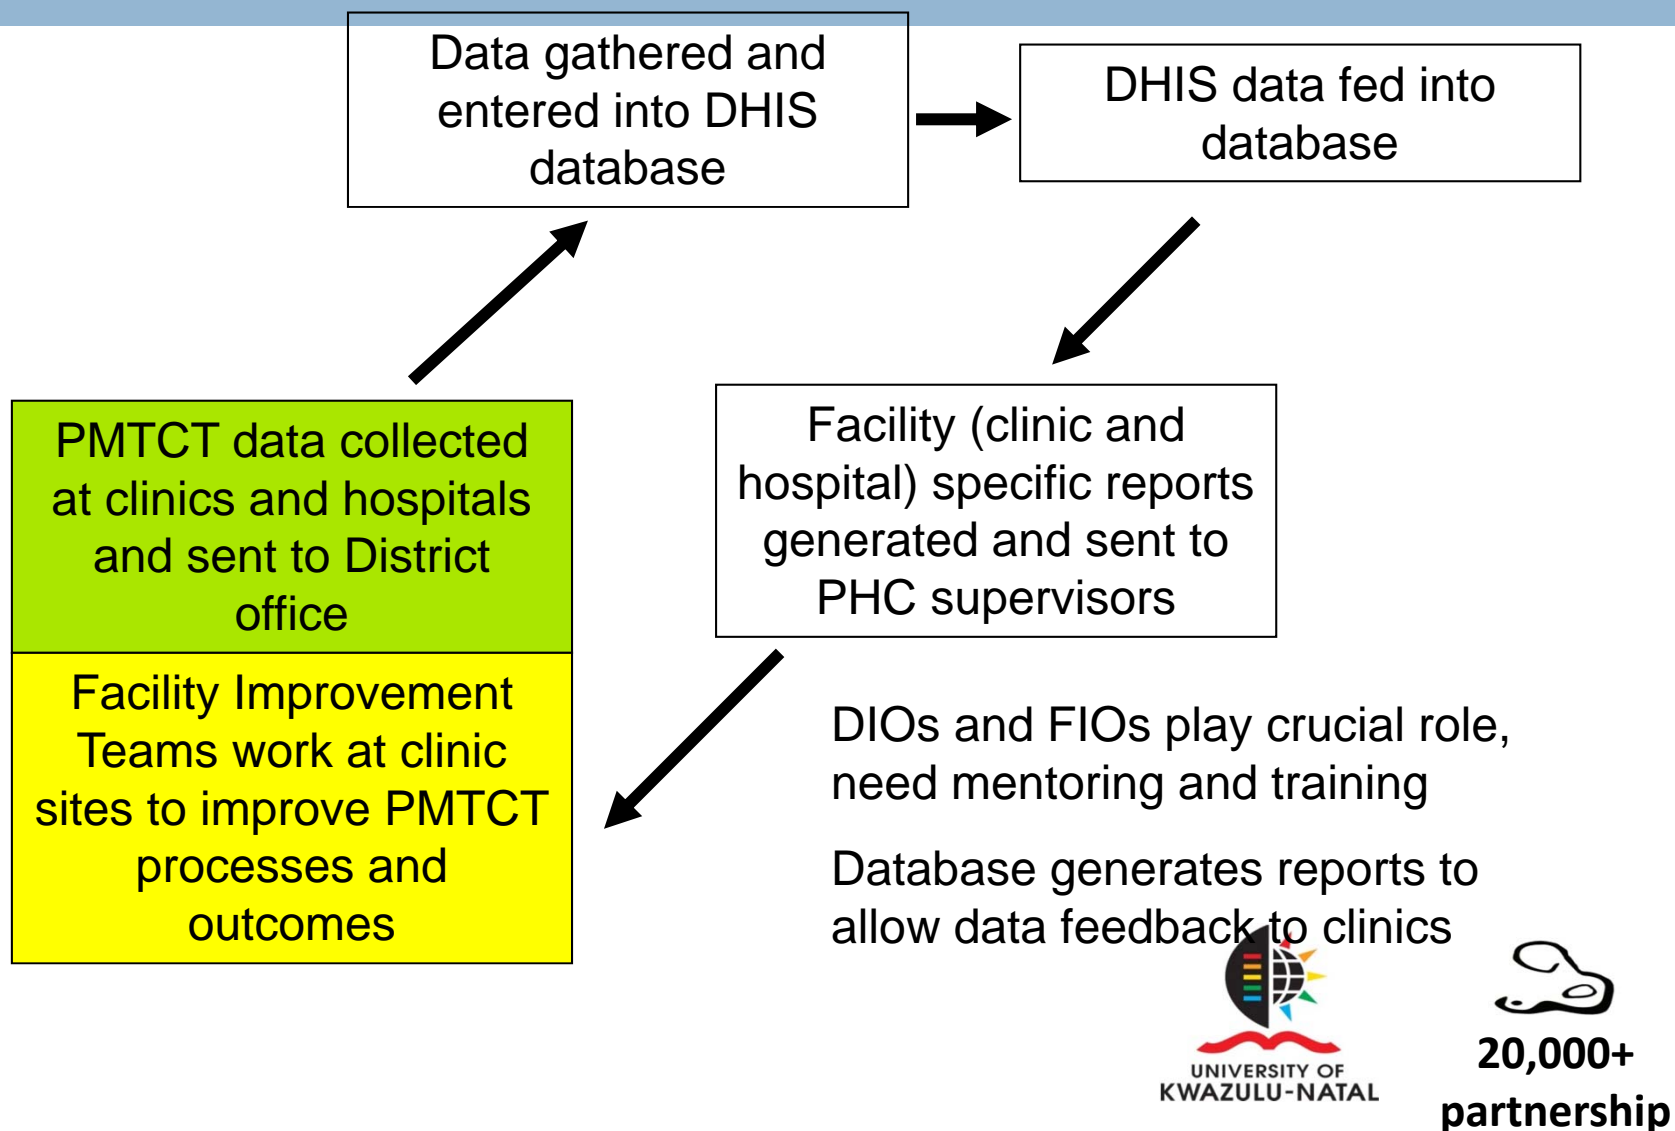 Data gathered and
entered into DHIS
database
DHIS data fed into
database
PMTCT data collected
at clinics and hospitals
and sent to District
office
Facility (clinic and
hospital) specific reports
generated and sent to
PHC supervisors
Facility Improvement
Teams work at clinic
sites to improve PMTCT
processes and
outcomes
DIOs and FIOs play crucial role,
need mentoring and training
Database generates reports to
allow data feedback to clinics
UNIVERSITY OF
KWAZULU-NATAL
20,000+
partnership